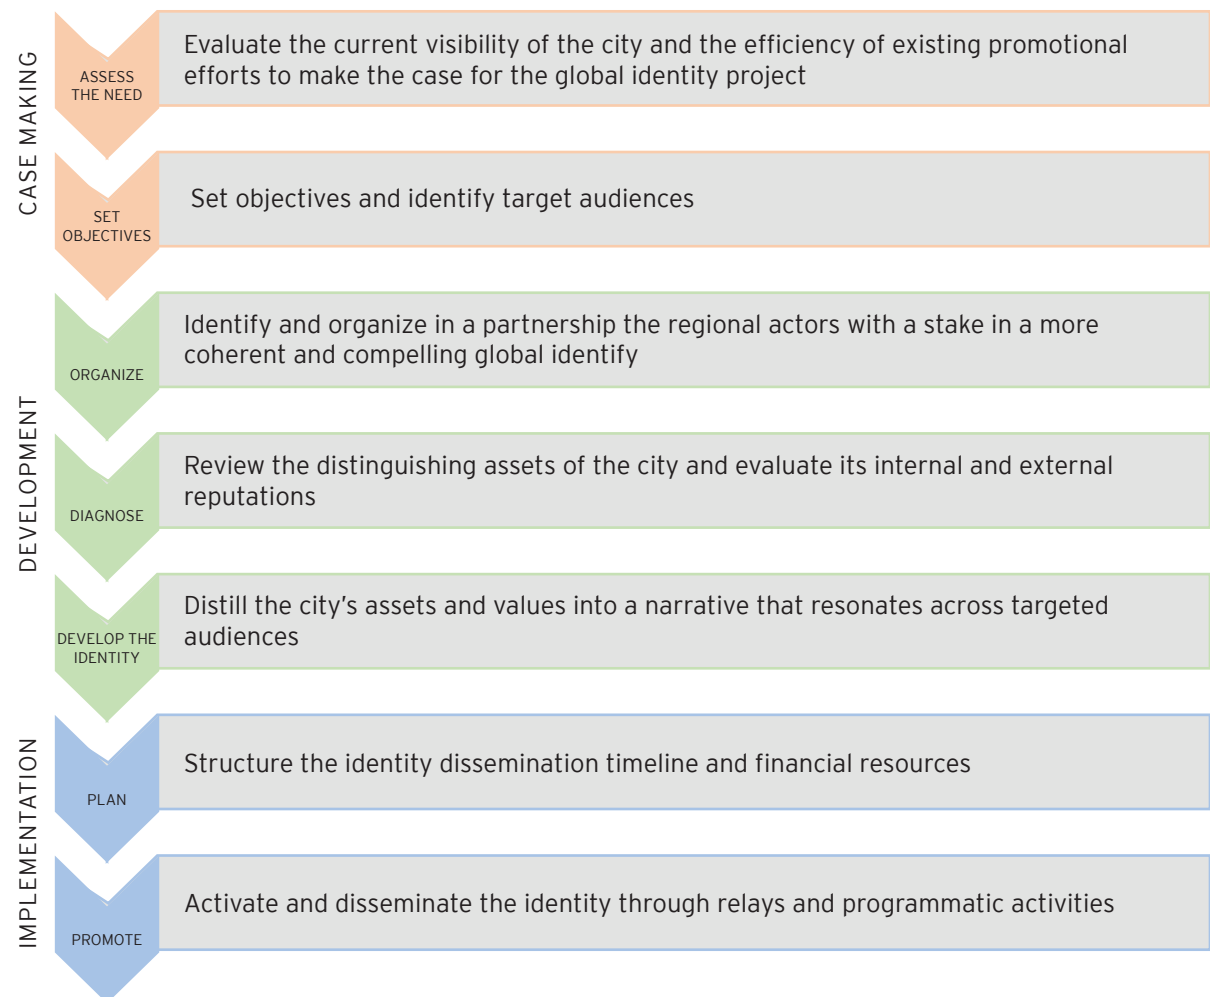 CASE MAKING
ASSESS
THE NEED
Evaluate the current visibility of the city and the efficiency of existing promotional
efforts to make the case for the global identity project
SET
OBJECTIVES
Set objectives and identify target audiences
DEVELOPMENT
ORGANIZE
Identify and organize in a partnership the regional actors with a stake in a more
coherent and compelling global identify
DIAGNOSE
Review the distinguishing assets of the city and evaluate its internal and external
reputations
DEVELOP THE
IDENTITY
Distill the city’s assets and values into a narrative that resonates across targeted
audiences
IMPLEMENTATION
PLAN
Structure the identity dissemination timeline and financial resources
PROMOTE
Activate and disseminate the identity through relays and programmatic activities